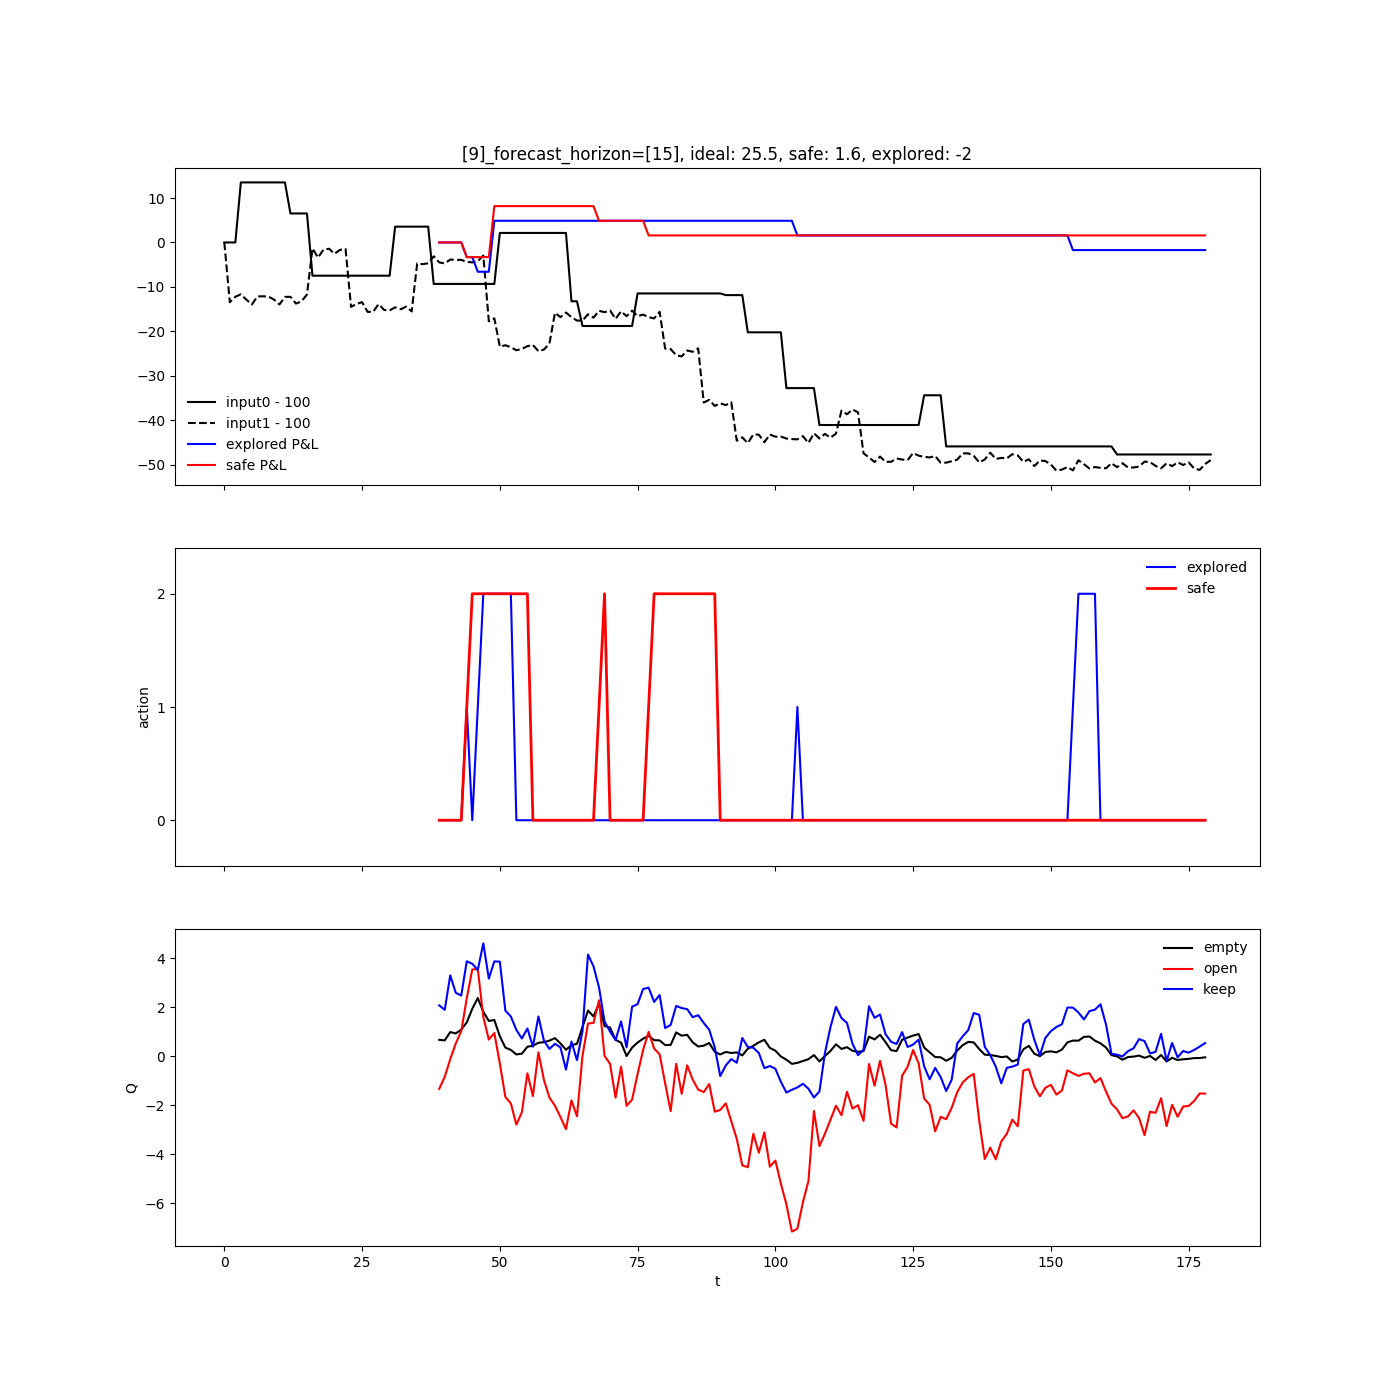 [9]_forecast_horizon=[15], ideal: 25.5, safe: 1.6, explored: -2
10
0
−10
−20
−30
−40
−50
input0 - 100
input1 - 100
explored P&L
safe P&L
action
2
1
0
explored
safe
Q
4
2
0
−2
−4
−6
empty
open
keep
0 25 50 75 100 125 150 175
t